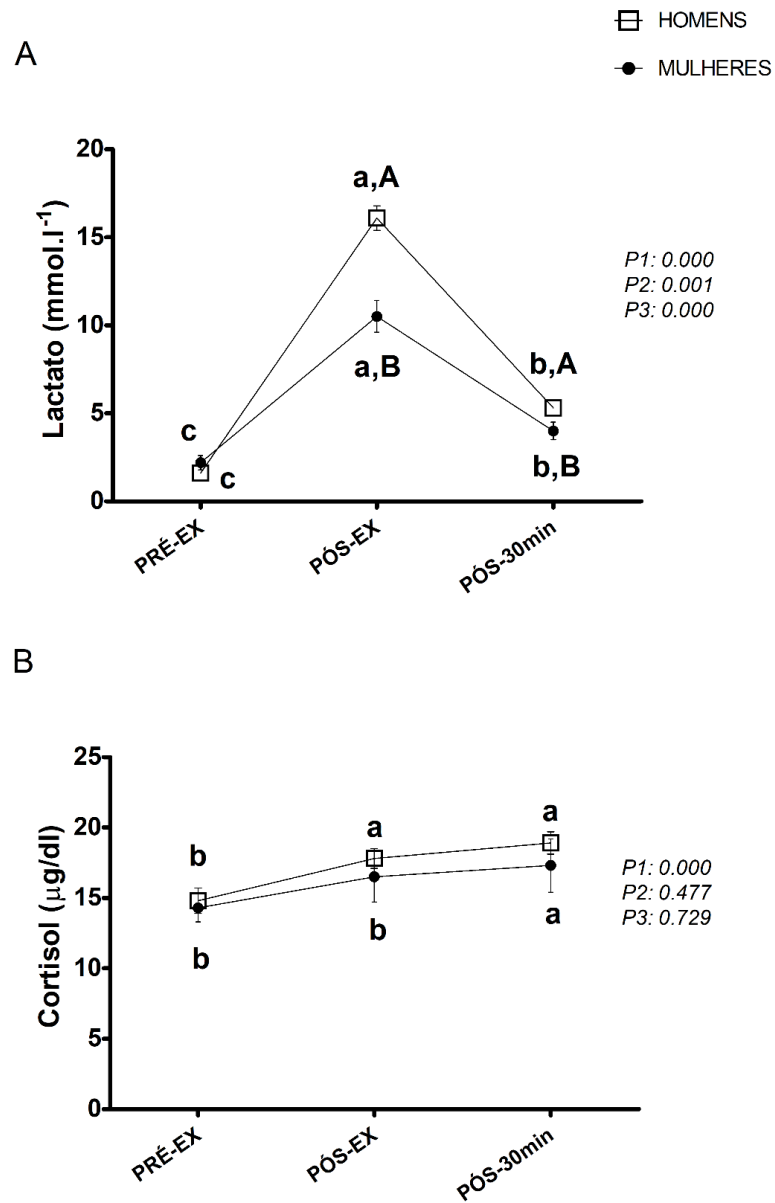 HOMENS
MULHERES
A
20
15
10
5
0
Lactato (mmol.l⁻¹)
a,A
a,B
b,A
b,B
c
c
P1: 0.000
P2: 0.001
P3: 0.000
PRÉ-EX
PÓS-EX
PÓS-30min
B
25
20
15
10
5
0
Cortisol (µg/dl)
b
a
a
b
b
a
P1: 0.000
P2: 0.477
P3: 0.729
PRÉ-EX
PÓS-EX
PÓS-30min